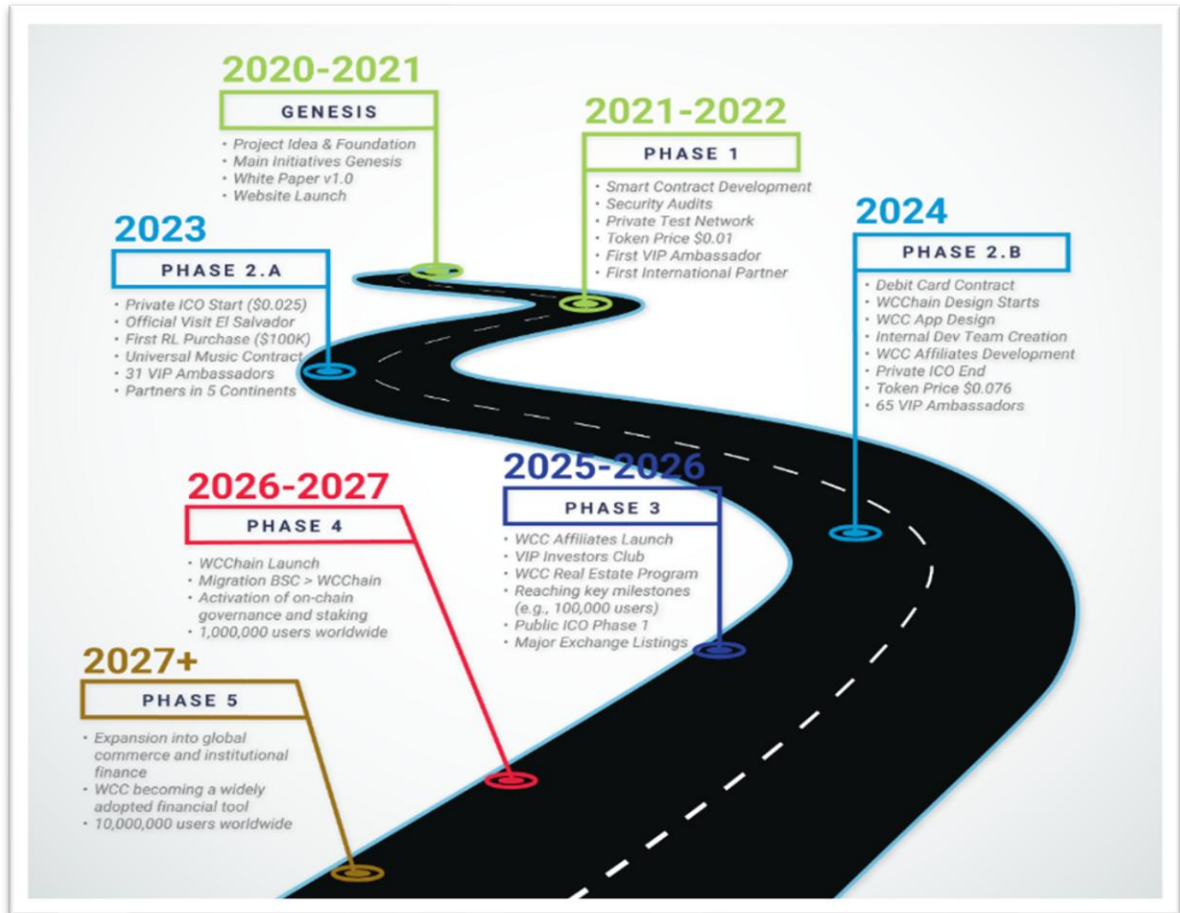 2020-2021
GENESIS
• Project Idea & Foundation
• Main Initiatives Genesis
• White Paper v1.0
• Website Launch
2021-2022
PHASE 1
• Smart Contract Development
• Security Audits
• Private Test Network
• Token Price $0.01
• First VIP Ambassador
• First International Partner
2023
PHASE 2.A
• Private ICO Start ($0.025)
• Official Visit El Salvador
• First RL Purchase ($100K)
• Universal Music Contract
• 31 VIP Ambassadors
• Partners in 5 Continents
2024
PHASE 2.B
• Debit Card Contract
• WCChain Design Starts
• WCC App Design
• Internal Dev Team Creation
• WCC Affiliates Development
• Private ICO End
• Token Price $0.076
• 65 VIP Ambassadors
2025-2026
PHASE 3
• WCC Affiliates Launch
• VIP Investors Club
• WCC Real Estate Program
• Reaching key milestones
(e.g., 100,000 users)
• Public ICO Phase 1
• Major Exchange Listings
2026-2027
PHASE 4
• WCChain Launch
• Migration BSC > WCChain
• Activation of on-chain
governance and staking
• 1,000,000 users worldwide
2027+
PHASE 5
• Expansion into global
commerce and institutional
finance
• WCC becoming a widely
adopted financial tool
• 10,000,000 users worldwide